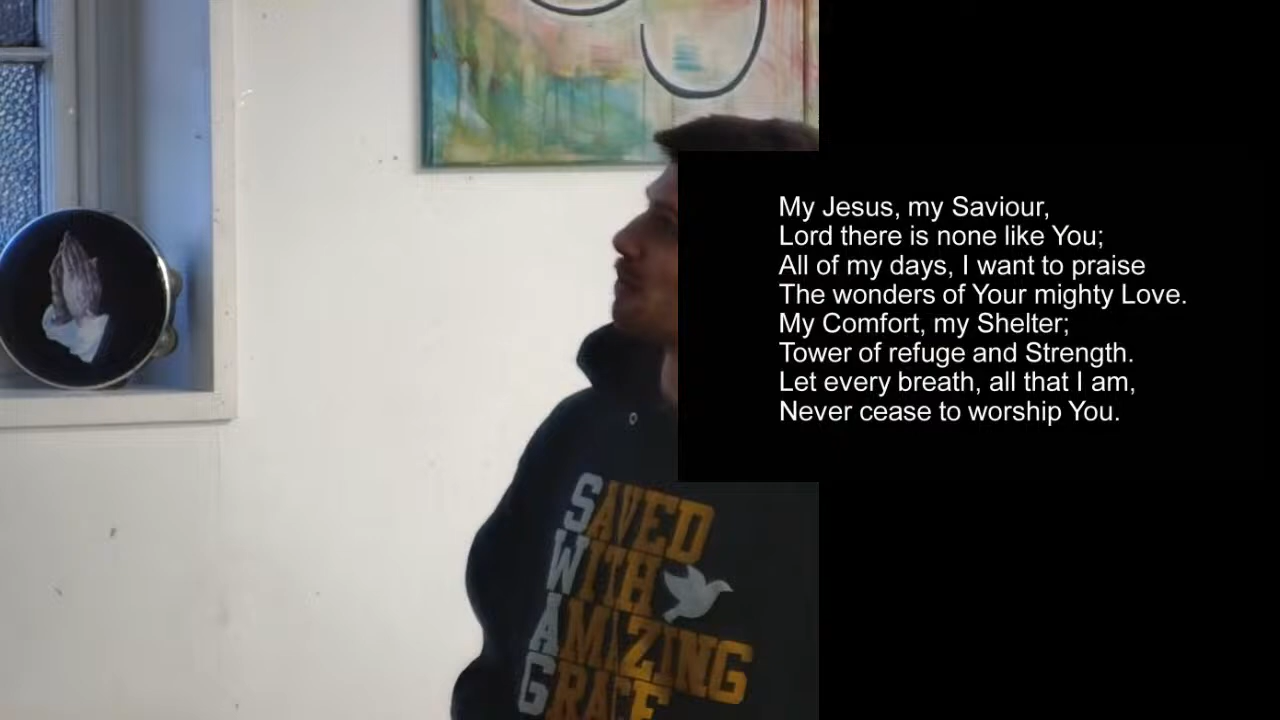 My Jesus, my Saviour,
Lord there is none like You;
All of my days, I want to praise
The wonders of Your mighty Love.
My Comfort, my Shelter;
Tower of refuge and Strength.
Let every breath, all that I am,
Never cease to worship You.
SAVED
WITH
AMIZING
GRACE